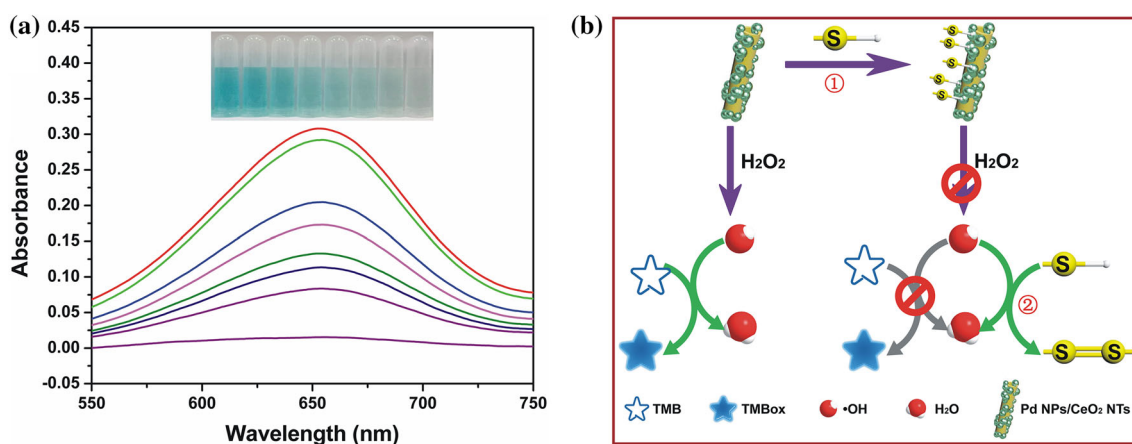 (a)
0.45
0.40
0.35
0.30
0.25
0.20
0.15
0.10
0.05
0.00
-0.05
Absorbance
550 600 650 700 750
Wavelength (nm)
(b)
S
①
S
S
S
S
S
H₂O₂
H₂O₂
S
②
S S
TMB TMBox •OH H₂O Pd NPs/CeO₂ NTs